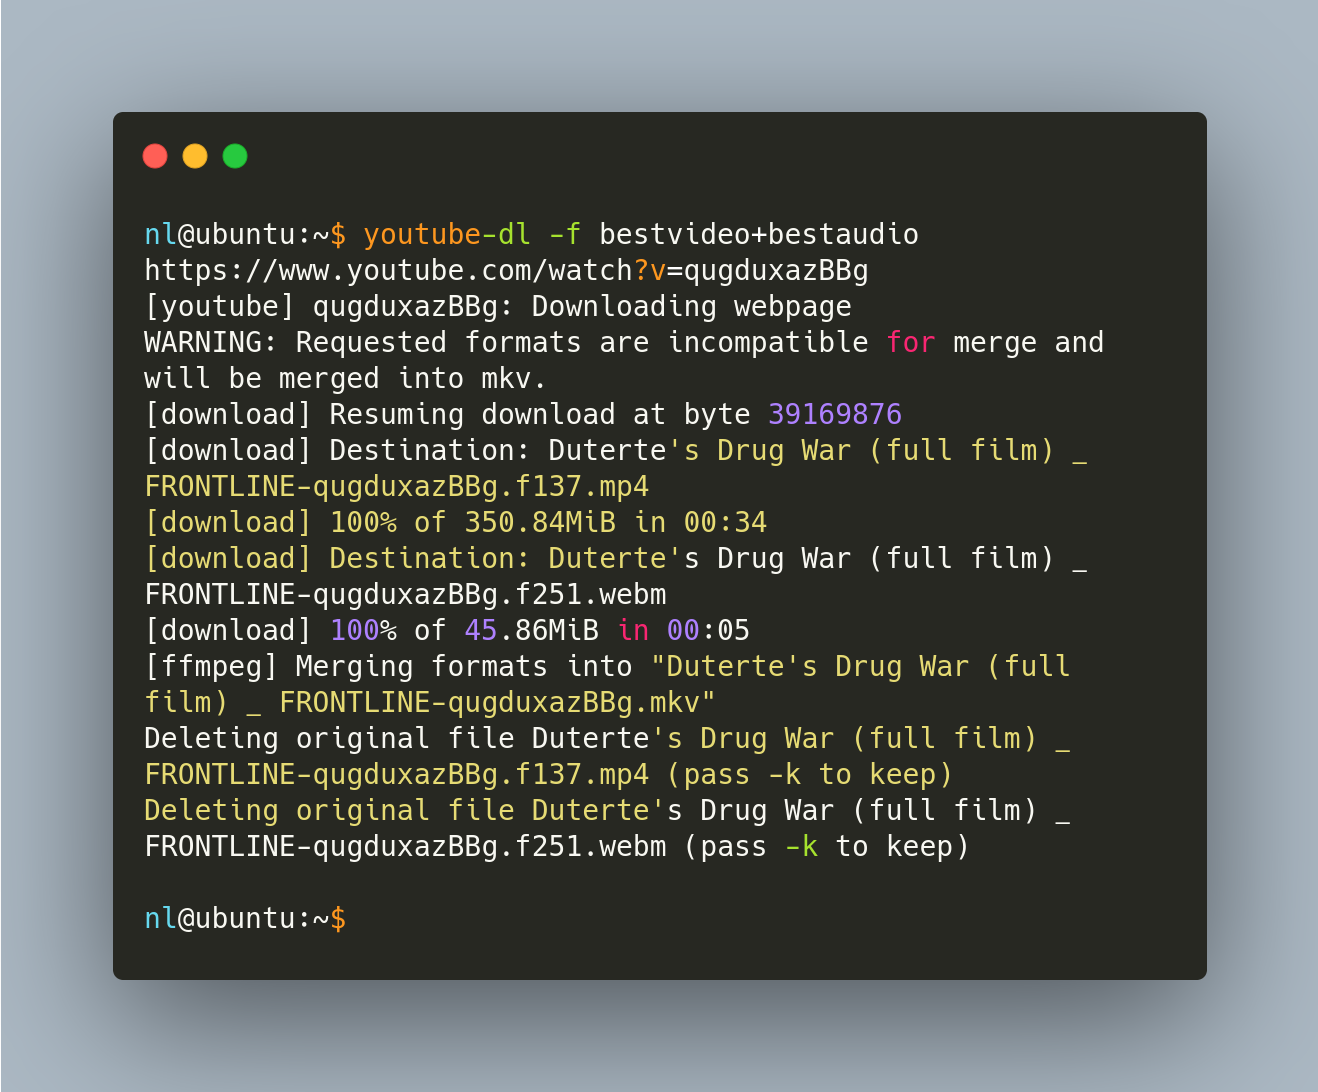 nl@ubuntu:~$ youtube-dl -f bestvideo+bestaudio
https://www.youtube.com/watch?v=qugduxazBBg
[youtube] qugduxazBBg: Downloading webpage
WARNING: Requested formats are incompatible for merge and
will be merged into mkv.
[download] Resuming download at byte 39169876
[download] Destination: Duterte's Drug War (full film) _
FRONTLINE-qugduxazBBg.f137.mp4
[download] 100% of 350.84MiB in 00:34
[download] Destination: Duterte's Drug War (full film) _
FRONTLINE-qugduxazBBg.f251.webm
[download] 100% of 45.86MiB in 00:05
[ffmpeg] Merging formats into "Duterte's Drug War (full
film) _ FRONTLINE-qugduxazBBg.mkv"
Deleting original file Duterte's Drug War (full film) _
FRONTLINE-qugduxazBBg.f137.mp4 (pass -k to keep)
Deleting original file Duterte's Drug War (full film) _
FRONTLINE-qugduxazBBg.f251.webm (pass -k to keep)
nl@ubuntu:~$